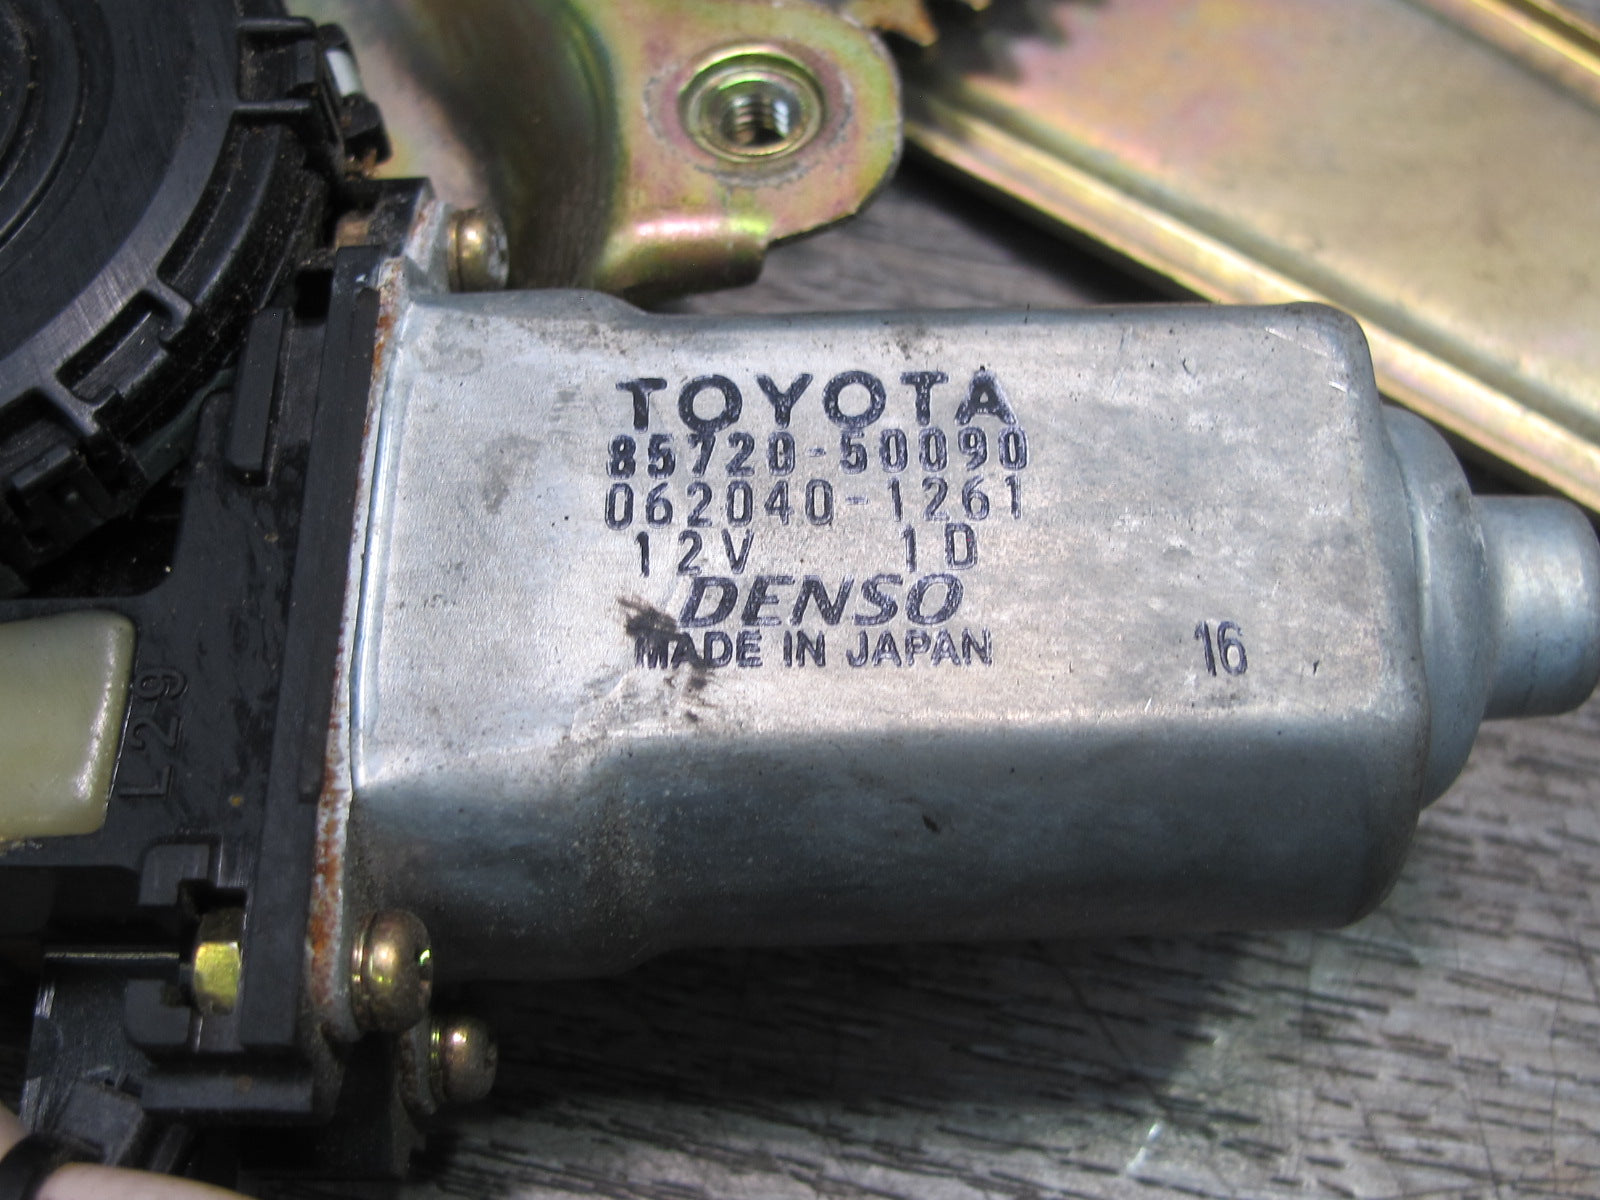 TOYOTA
85720-50090
062040-1261
12V 1D
DENSO
MADE IN JAPAN
16
L29